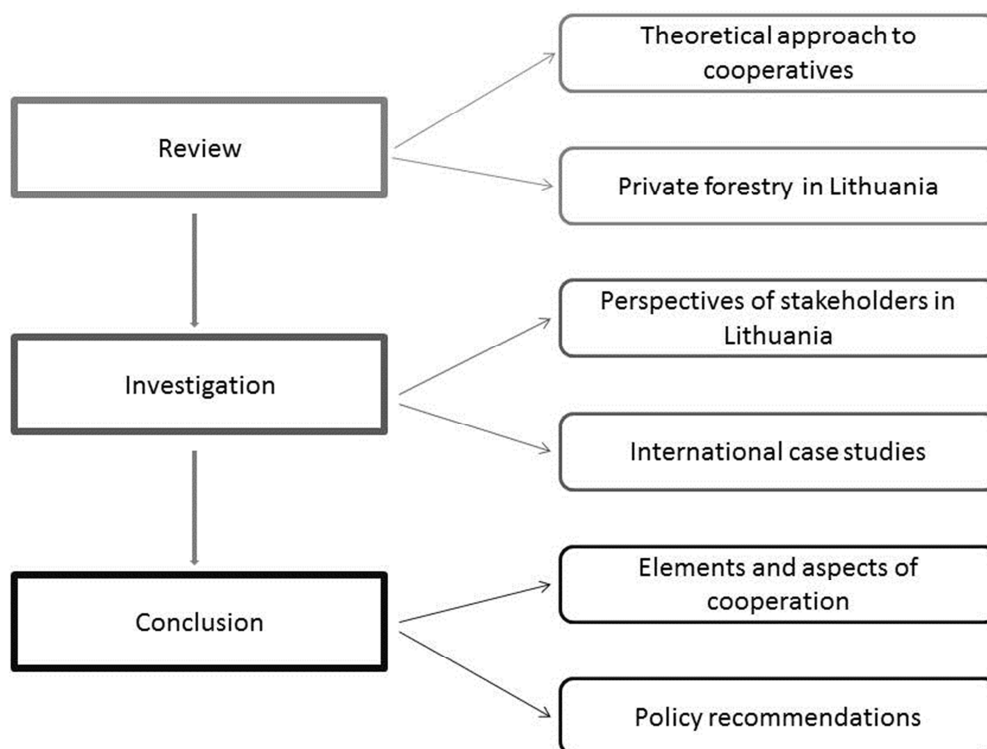 Review
Theoretical approach to
cooperatives
Private forestry in Lithuania
Investigation
Perspectives of stakeholders in
Lithuania
International case studies
Conclusion
Elements and aspects of
cooperation
Policy recommendations